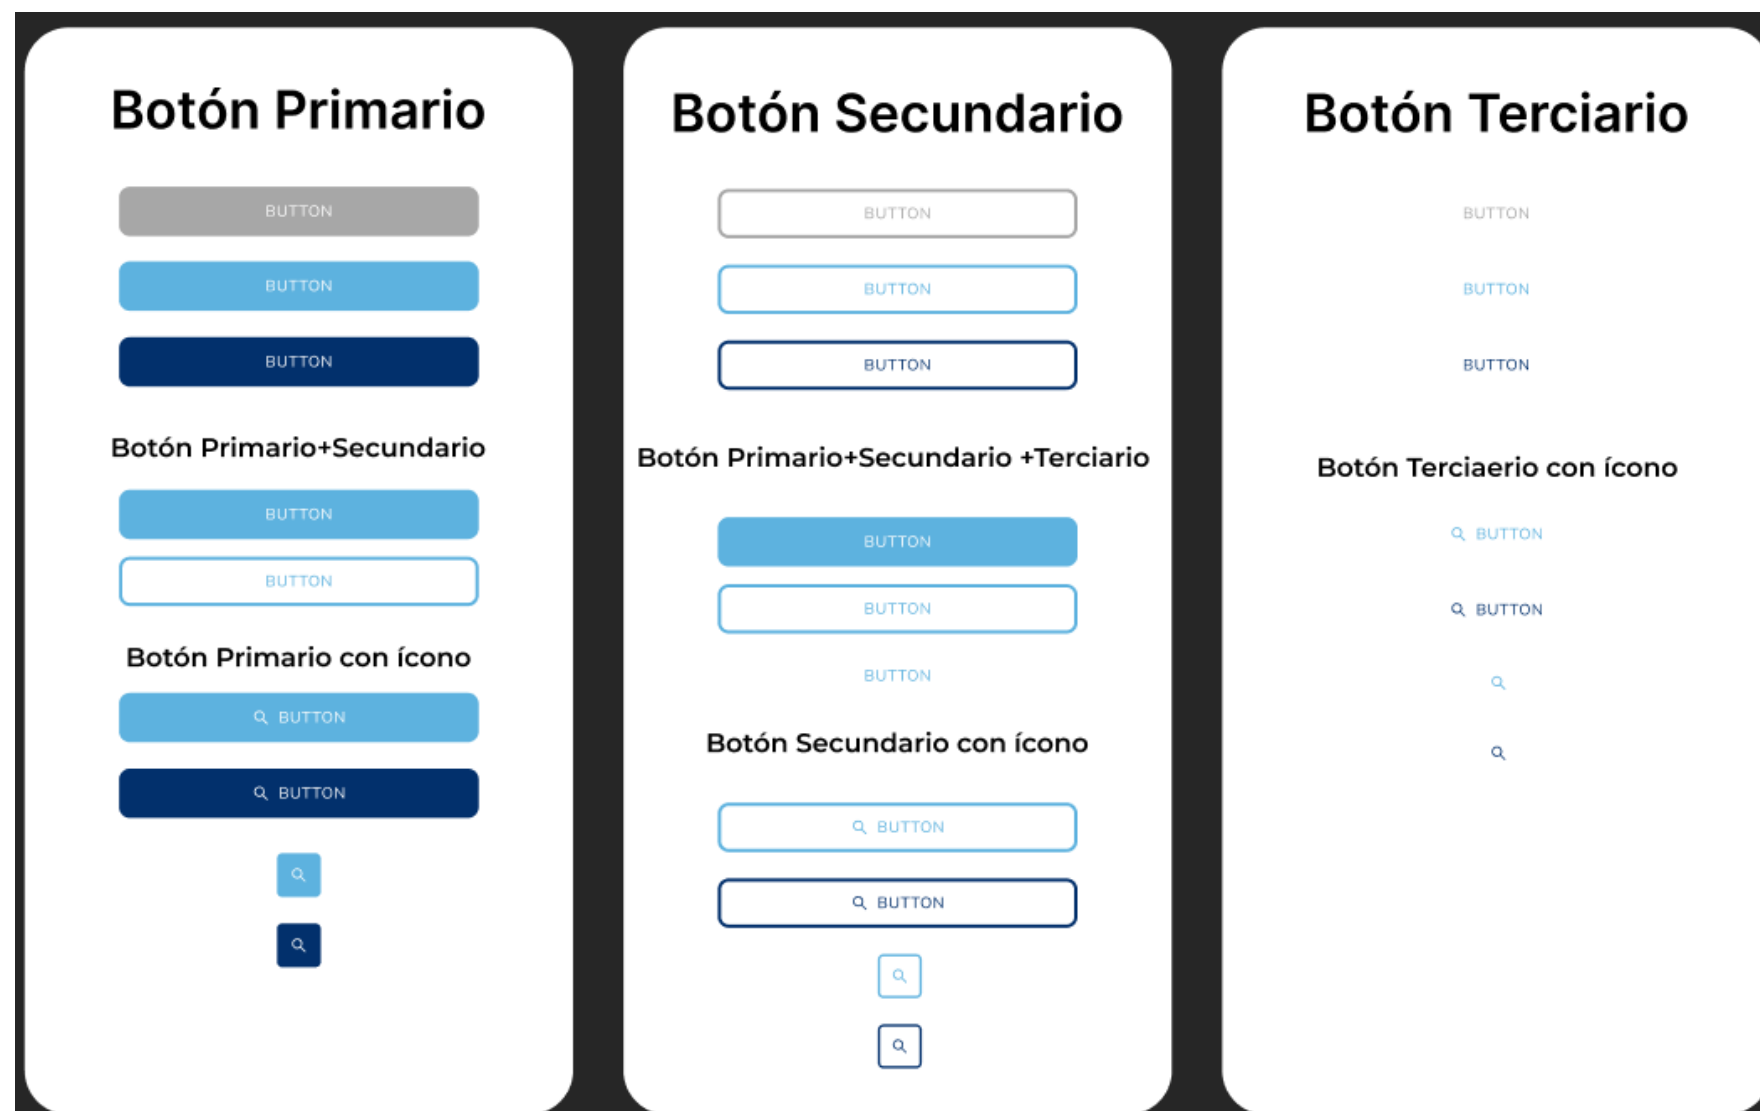 Botón Primario
BUTTON
BUTTON
BUTTON
Botón Primario+Secundario
BUTTON
BUTTON
Botón Primario con ícono
BUTTON
BUTTON
Botón Secundario
BUTTON
BUTTON
BUTTON
Botón Primario+Secundario +Terciario
BUTTON
BUTTON
BUTTON
Botón Secundario con ícono
BUTTON
BUTTON
Botón Terciario
BUTTON
BUTTON
BUTTON
Botón Terciaerio con ícono
BUTTON
BUTTON